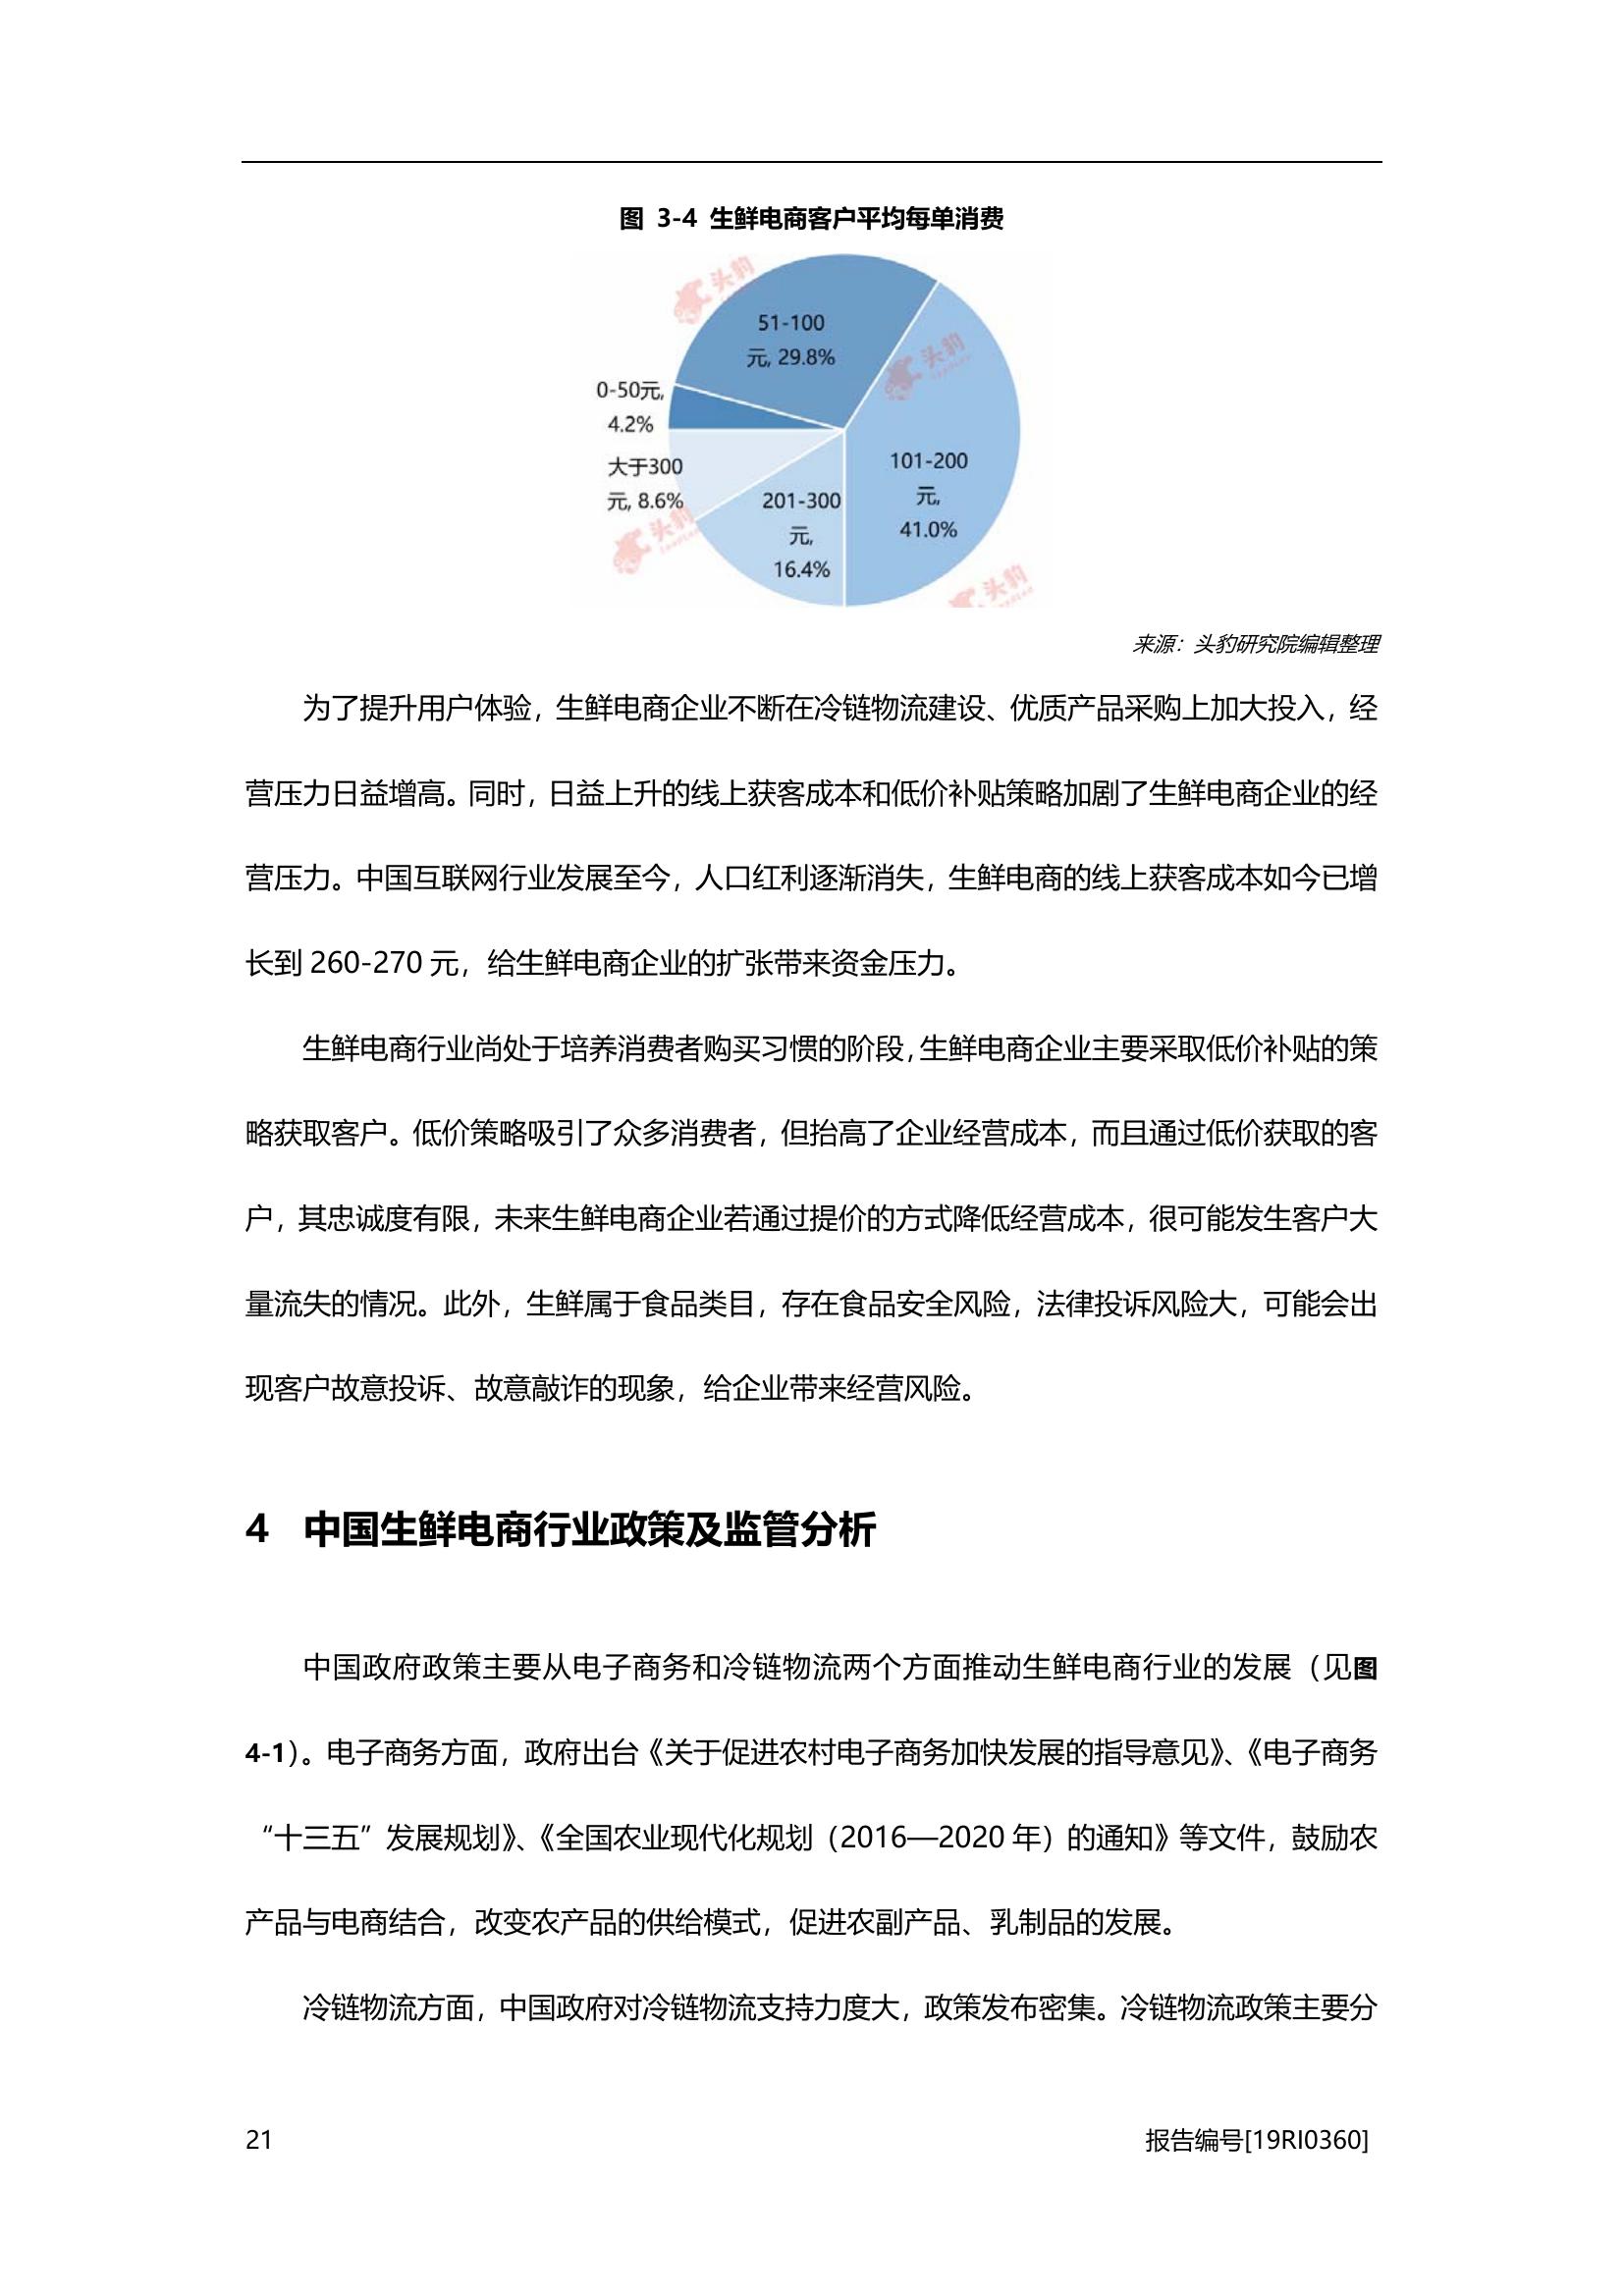 图 3-4 生鲜电商客户平均每单消费
头豹
51-100
元, 29.8%
头豹
0-50元,
4.2%
大于300
元, 8.6%
101-200
元,
41.0%
201-300
元,
16.4%
头豹
头豹
来源：头豹研究院编辑整理
为了提升用户体验，生鲜电商企业不断在冷链物流建设、优质产品采购上加大投入，经
营压力日益增高。同时，日益上升的线上获客成本和低价补贴策略加剧了生鲜电商企业的经
营压力。中国互联网行业发展至今，人口红利逐渐消失，生鲜电商的线上获客成本如今已增
长到 260-270 元，给生鲜电商企业的扩张带来资金压力。
生鲜电商行业尚处于培养消费者购买习惯的阶段，生鲜电商企业主要采取低价补贴的策
略获取客户。低价策略吸引了众多消费者，但抬高了企业经营成本，而且通过低价获取的客
户，其忠诚度有限，未来生鲜电商企业若通过提价的方式降低经营成本，很可能发生客户大
量流失的情况。此外，生鲜属于食品类目，存在食品安全风险，法律投诉风险大，可能会出
现客户故意投诉、故意敲诈的现象，给企业带来经营风险。
4 中国生鲜电商行业政策及监管分析
中国政府政策主要从电子商务和冷链物流两个方面推动生鲜电商行业的发展（见图
4-1）。电子商务方面，政府出台《关于促进农村电子商务加快发展的指导意见》、《电子商务
“十三五”发展规划》、《全国农业现代化规划（2016—2020 年）的通知》等文件，鼓励农
产品与电商结合，改变农产品的供给模式，促进农副产品、乳制品的发展。
冷链物流方面，中国政府对冷链物流支持力度大，政策发布密集。冷链物流政策主要分
21
报告编号[19RI0360]